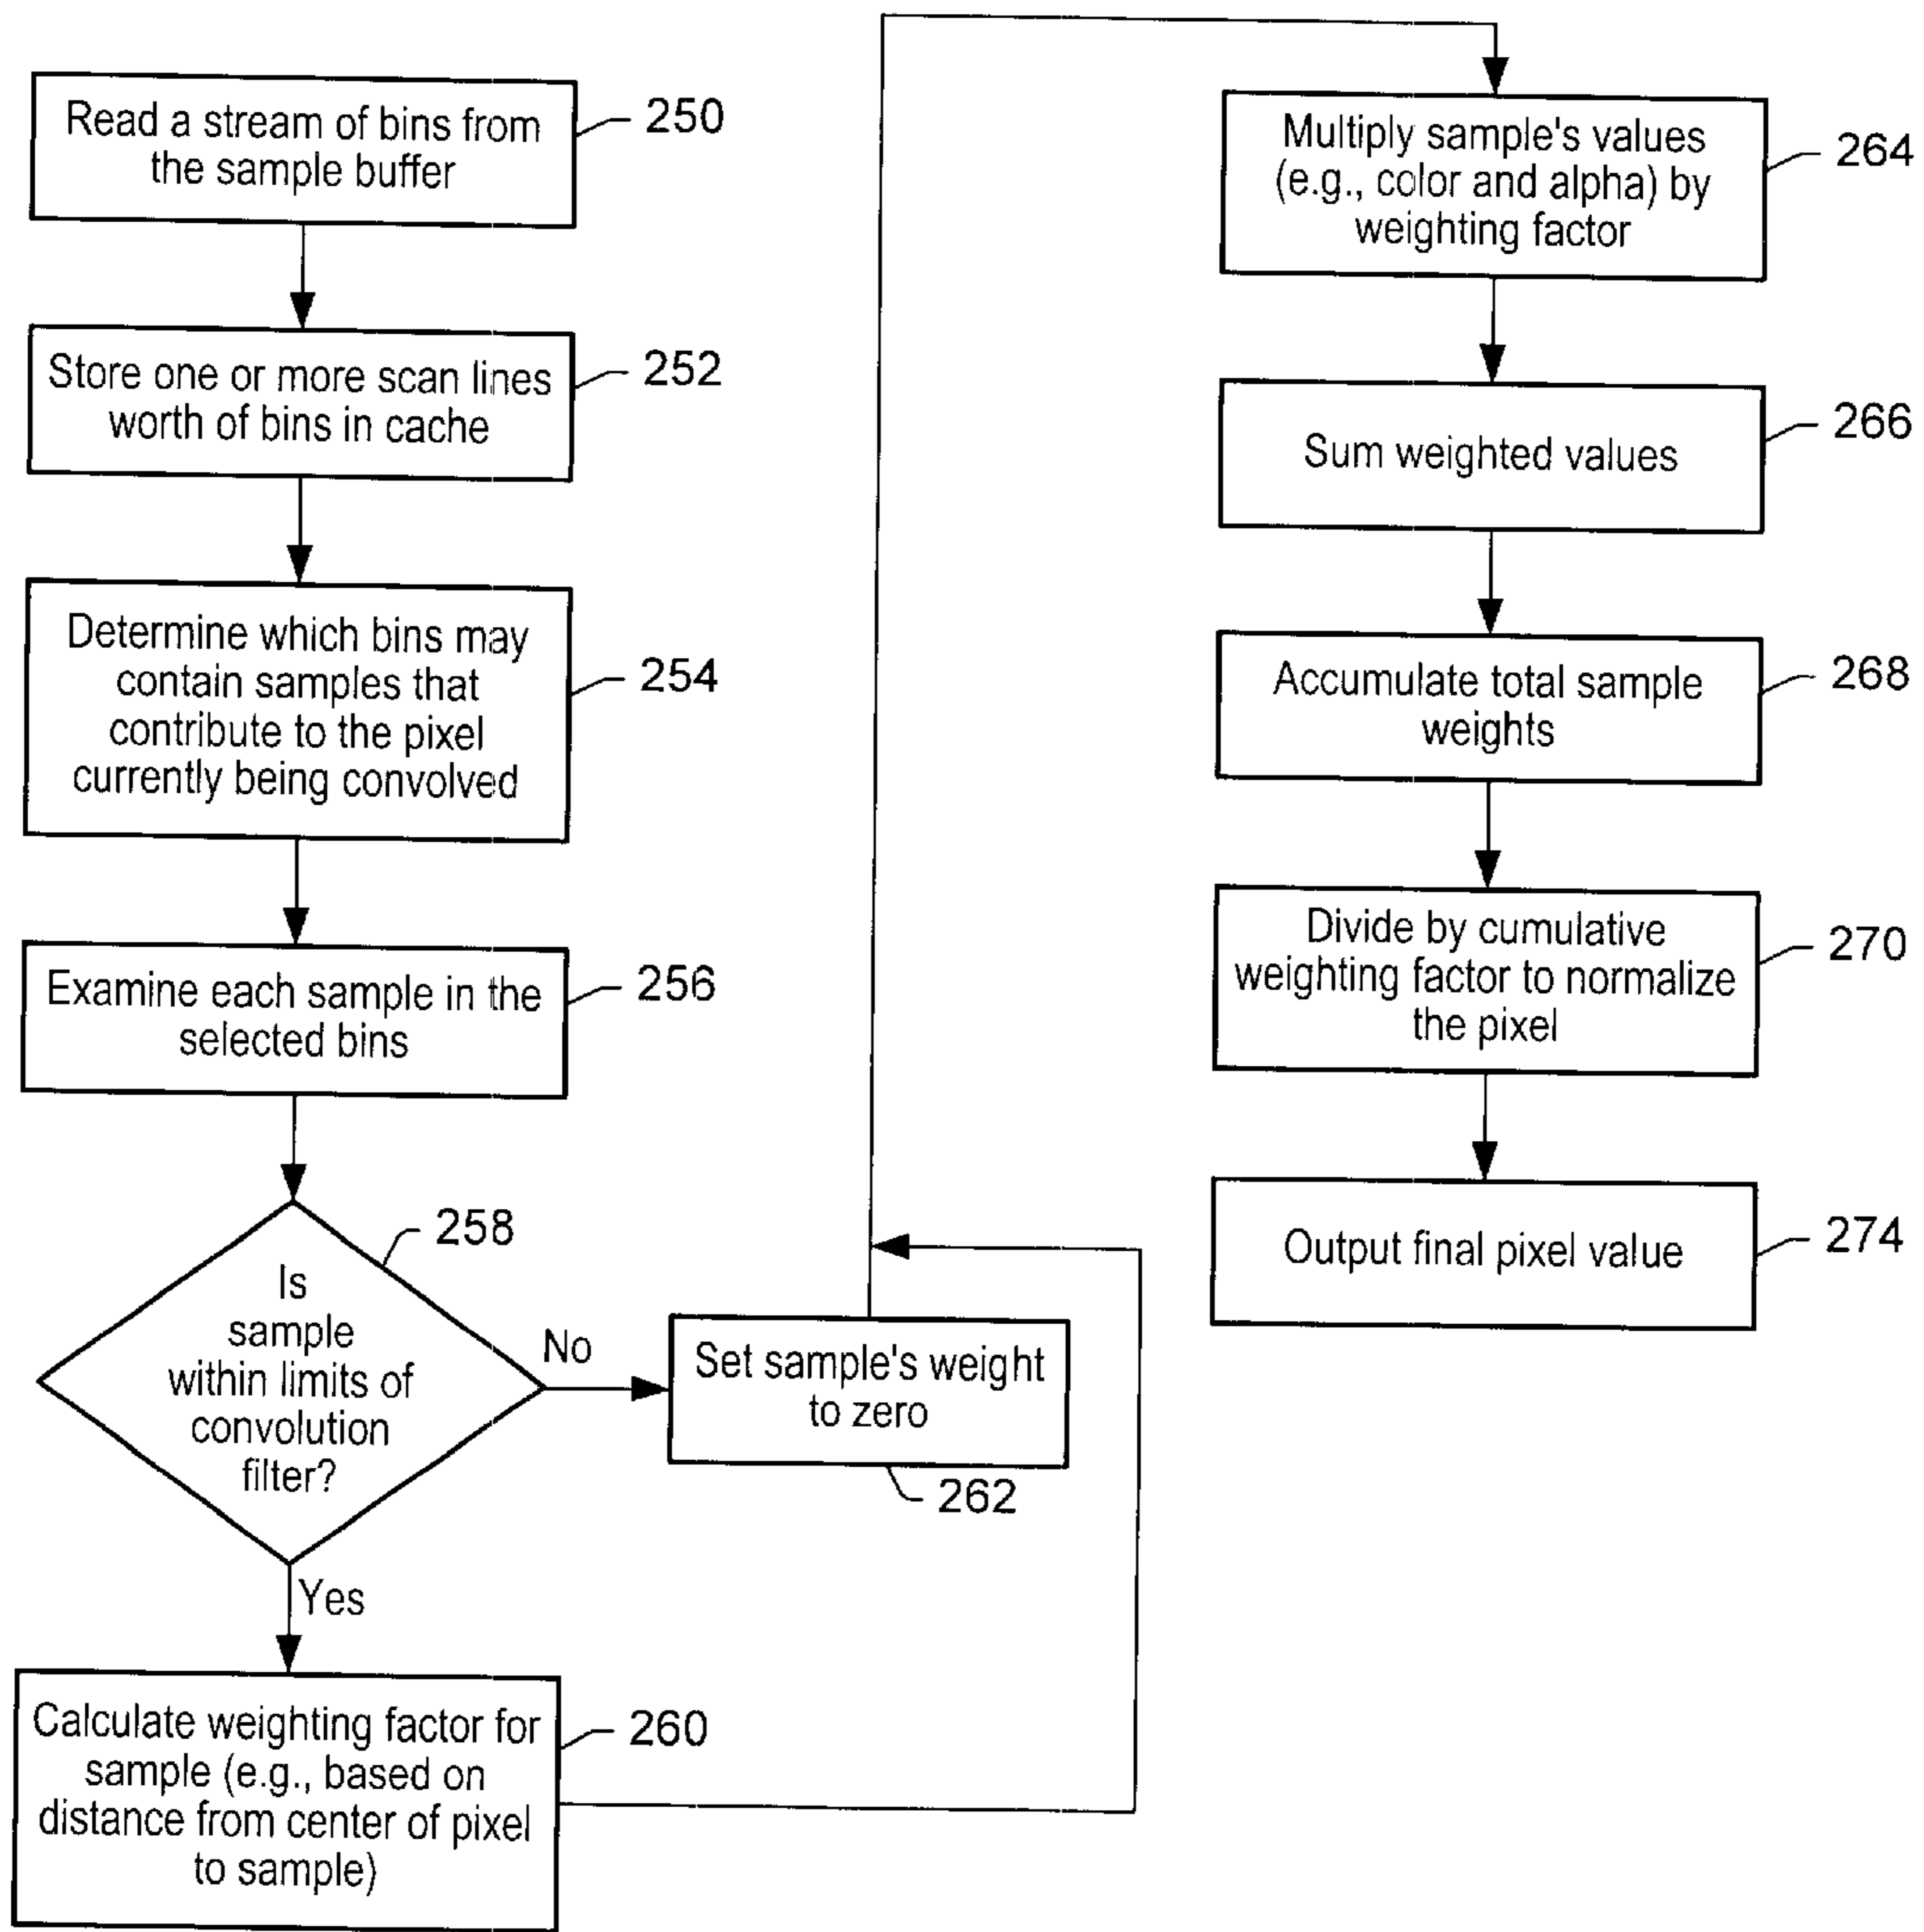 Read a stream of bins from
the sample buffer
250
Store one or more scan lines
worth of bins in cache
252
Determine which bins may
contain samples that
contribute to the pixel
currently being convolved
254
Examine each sample in the
selected bins
256
258
Is
sample
within limits of
convolution
filter?
No
Set sample's weight
to zero
262
Yes
Calculate weighting factor for
sample (e.g., based on
distance from center of pixel
to sample)
260
Multiply sample's values
(e.g., color and alpha) by
weighting factor
264
Sum weighted values
266
Accumulate total sample
weights
268
Divide by cumulative
weighting factor to normalize
the pixel
270
Output final pixel value
274